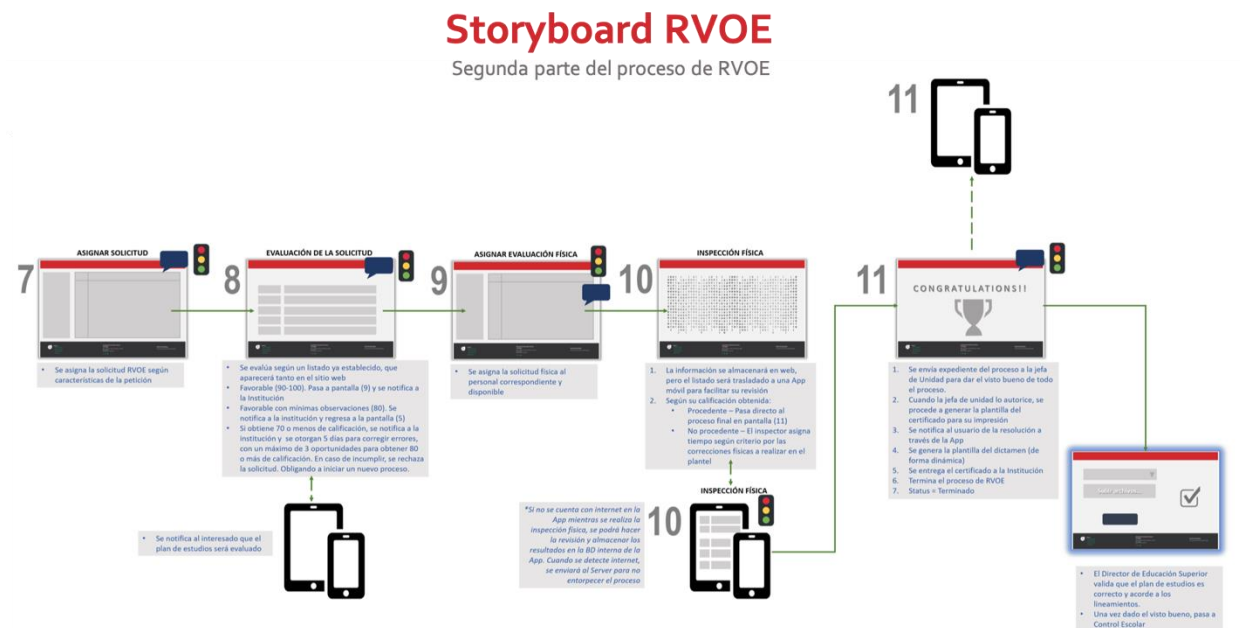 Storyboard RVOE
Segunda parte del proceso de RVOE
11
7
ASIGNAR SOLICITUD
• Se asigna la solicitud RVOE según
características de la petición
8
EVALUACIÓN DE LA SOLICITUD
• Se evalúa según un listado ya establecido, que
aparecerá tanto en el sitio web
• Favorable (90-100). Pasa a pantalla (9) y se notifica a
la Institución
• Favorable con mínimas observaciones (80). Se
notifica a la institución y regresa a la pantalla (5)
• Si obtiene 70 o menos de calificación, se notifica a la
institución y se otorgan 5 días para corregir errores,
con un máximo de 3 oportunidades para obtener 80
o más de calificación. En caso de incumplir, se rechaza
la solicitud. Obligando a iniciar un nuevo proceso.
• Se notifica al interesado que el
plan de estudios será evaluado
9
ASIGNAR EVALUACIÓN FÍSICA
• Se asigna la solicitud física al
personal correspondiente y
disponible
10
INSPECCIÓN FÍSICA
1. La información se almacenará en web,
pero el listado será trasladado a una App
móvil para facilitar su revisión
2. Según su calificación obtenida:
• Procedente – Pasa directo al
proceso final en pantalla (11)
• No procedente – El inspector asigna
tiempo según criterio por las
correcciones físicas a realizar en el
plantel
INSPECCIÓN FÍSICA
10
*Si no se cuenta con internet en la
App mientras se realiza la
inspección física, se podrá hacer
la revisión y almacenar los
resultados en la BD interna de la
App. Cuando se detecte internet,
se enviará al Server para no
entorpecer el proceso
11
CONGRATULATIONS!!
1. Se envía expediente del proceso a la jefa
de Unidad para dar el visto bueno de todo
el proceso.
2. Cuando la jefa de unidad lo autorice, se
procede a generar la plantilla del
certificado para su impresión
3. Se notifica al usuario de la resolución a
través de la App
4. Se genera la plantilla del dictamen (de
forma dinámica)
5. Se entrega el certificado a la Institución
6. Termina el proceso de RVOE
7. Status = Terminado
• El Director de Educación Superior
valida que el plan de estudios es
correcto y acorde a los
lineamientos.
• Una vez dado el visto bueno, pasa a
Control Escolar